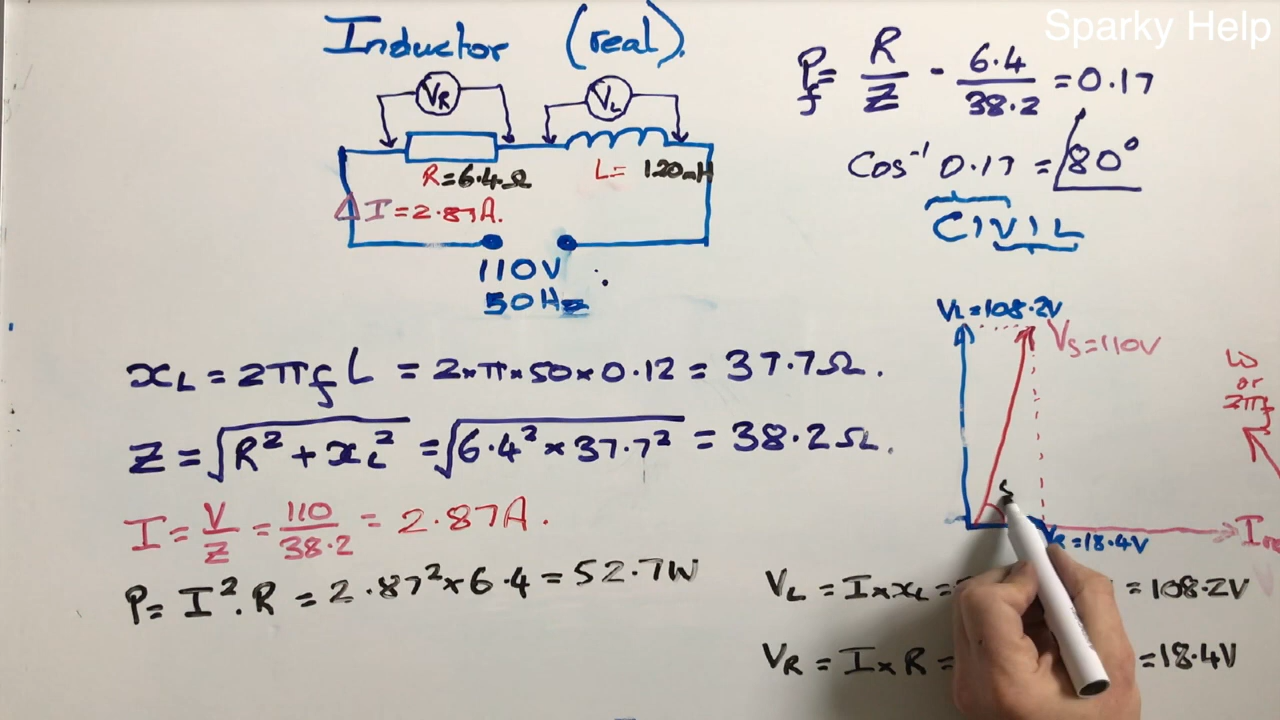 Sparky Help
Inductor (real).
VR VL
R=6.4Ω L= 120mH
I = 2.87A.
110V
50Hz
Pf = R/Z - 6.4/38.2 = 0.17
Cos⁻¹ 0.17 = 80°
CIVIL
VL=108.2V
VS=110V
W
or
2πf
VR=18.4V
xL = 2πfL = 2×π×50×0.12 = 37.7Ω.
Z = √R² + xL² = √6.4² × 37.7² = 38.2Ω.
I = V/Z = 110/38.2 = 2.87A.
P = I².R = 2.87² × 6.4 = 52.7W
VL = I×xL = = 108.2V
VR = I×R = = 18.4V